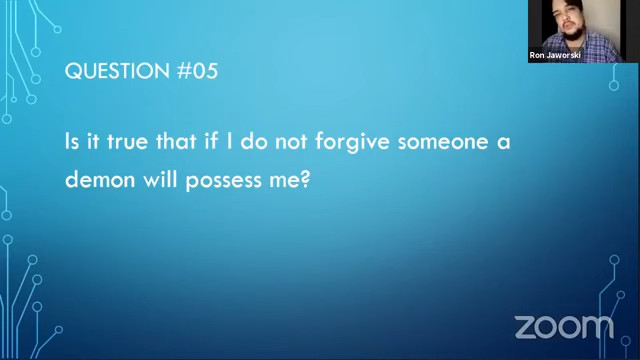 Ron Jaworski
QUESTION #05
Is it true that if I do not forgive someone a
demon will possess me?
zoom